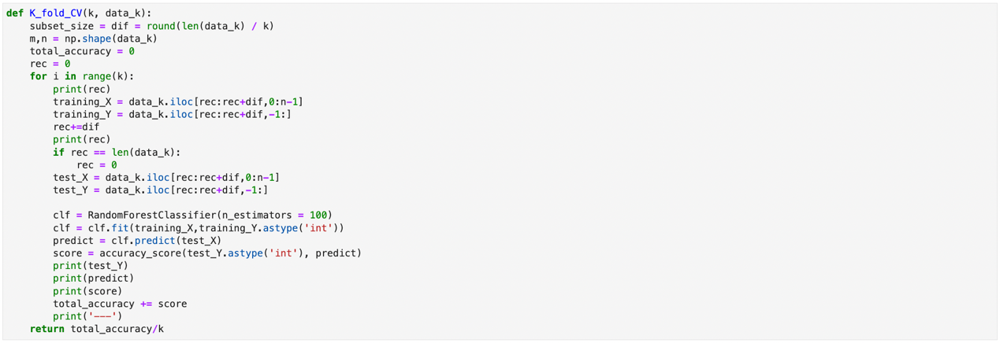 def K_fold_CV(k, data_k):
    subset_size = dif = round(len(data_k) / k)
    m,n = np.shape(data_k)
    total_accuracy = 0
    rec = 0
    for i in range(k):
        print(rec)
        training_X = data_k.iloc[rec:rec+dif,0:n-1]
        training_Y = data_k.iloc[rec:rec+dif,-1:]
        rec+=dif
        print(rec)
        if rec == len(data_k):
            rec = 0
        test_X = data_k.iloc[rec:rec+dif,0:n-1]
        test_Y = data_k.iloc[rec:rec+dif,-1:]

        clf = RandomForestClassifier(n_estimators = 100)
        clf = clf.fit(training_X,training_Y.astype('int'))
        predict = clf.predict(test_X)
        score = accuracy_score(test_Y.astype('int'), predict)
        print(test_Y)
        print(predict)
        print(score)
        total_accuracy += score
        print('---')
    return total_accuracy/k